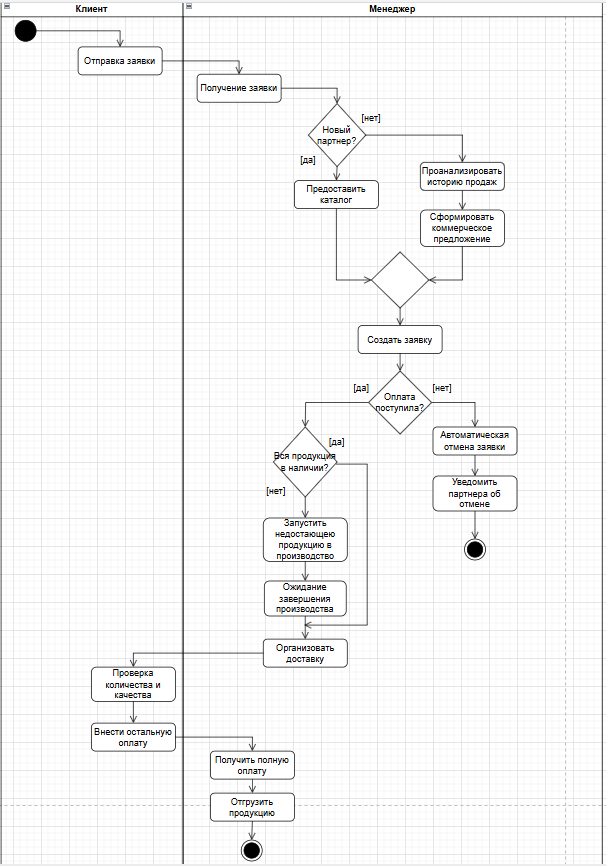 Клиент
Менеджер
Отправка заявки
Получение заявки
Новый
партнер?
[нет]
[да]
Предоставить
каталог
Проанализировать
историю продаж
Сформировать
коммерческое
предложение
Создать заявку
Оплата
поступила?
[да]
[нет]
Автоматическая
отмена заявки
Уведомить
партнера об
отмене
Вся продукция
в наличии?
[да]
[нет]
Запустить
недостающею
продукцию в
производство
Ожидание
завершения
производства
Организовать
доставку
Проверка
количества и
качества
Внести остальную
оплату
Получить полную
оплату
Отгрузить
продукцию